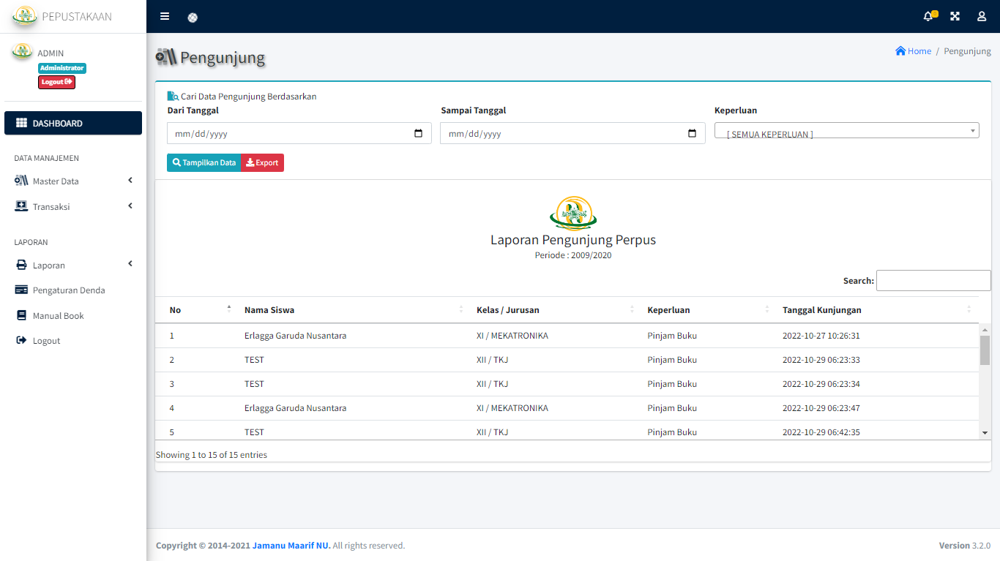 PEPUSTAKAAN
0
ADMIN
Administrator
Logout
DASHBOARD
DATA MANAJEMEN
Master Data
Transaksi
LAPORAN
Laporan
Pengaturan Denda
Manual Book
Logout
Pengunjung
Home / Pengunjung
Cari Data Pengunjung Berdasarkan
Dari Tanggal Sampai Tanggal Keperluan
mm/dd/yyyy mm/dd/yyyy [ SEMUA KEPERLUAN ]
Tampilkan Data Export
Laporan Pengunjung Perpus
Periode : 2009/2020
Search:
No Nama Siswa Kelas / Jurusan Keperluan Tanggal Kunjungan
1 Erlagga Garuda Nusantara XI / MEKATRONIKA Pinjam Buku 2022-10-27 10:26:31
2 TEST XII / TKJ Pinjam Buku 2022-10-29 06:23:33
3 TEST XII / TKJ Pinjam Buku 2022-10-29 06:23:34
4 Erlagga Garuda Nusantara XI / MEKATRONIKA Pinjam Buku 2022-10-29 06:23:47
5 TEST XII / TKJ Pinjam Buku 2022-10-29 06:42:35
Showing 1 to 15 of 15 entries
Copyright © 2014-2021 Jamanu Maarif NU. All rights reserved.
Version 3.2.0